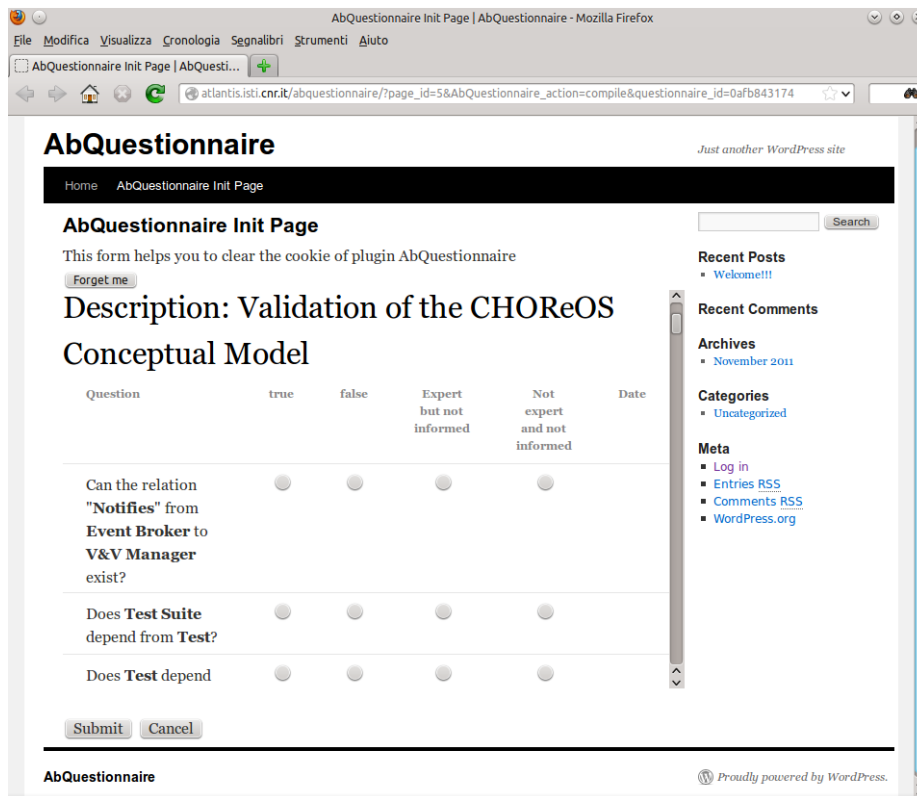 AbQuestionnaire Init Page | AbQuestionnaire - Mozilla Firefox
File Modifica Visualizza Cronologia Segnalibri Strumenti Aiuto
AbQuestionnaire Init Page | AbQuesti...
atlantis.isti.cnr.it/abquestionnaire/?page_id=5&AbQuestionnaire_action=compile&questionnaire_id=0afb843174
AbQuestionnaire
Just another WordPress site
Home AbQuestionnaire Init Page
AbQuestionnaire Init Page
This form helps you to clear the cookie of plugin AbQuestionnaire
Forget me
Description: Validation of the CHOReOS
Conceptual Model
Question true false Expert Not Date
but not expert
informed and not
informed
Can the relation
"Notifies" from
Event Broker to
V&V Manager
exist?
Does Test Suite
depend from Test?
Does Test depend
Submit Cancel
Search
Recent Posts
Welcome!!!
Recent Comments
Archives
November 2011
Categories
Uncategorized
Meta
Log in
Entries RSS
Comments RSS
WordPress.org
AbQuestionnaire
Proudly powered by WordPress.